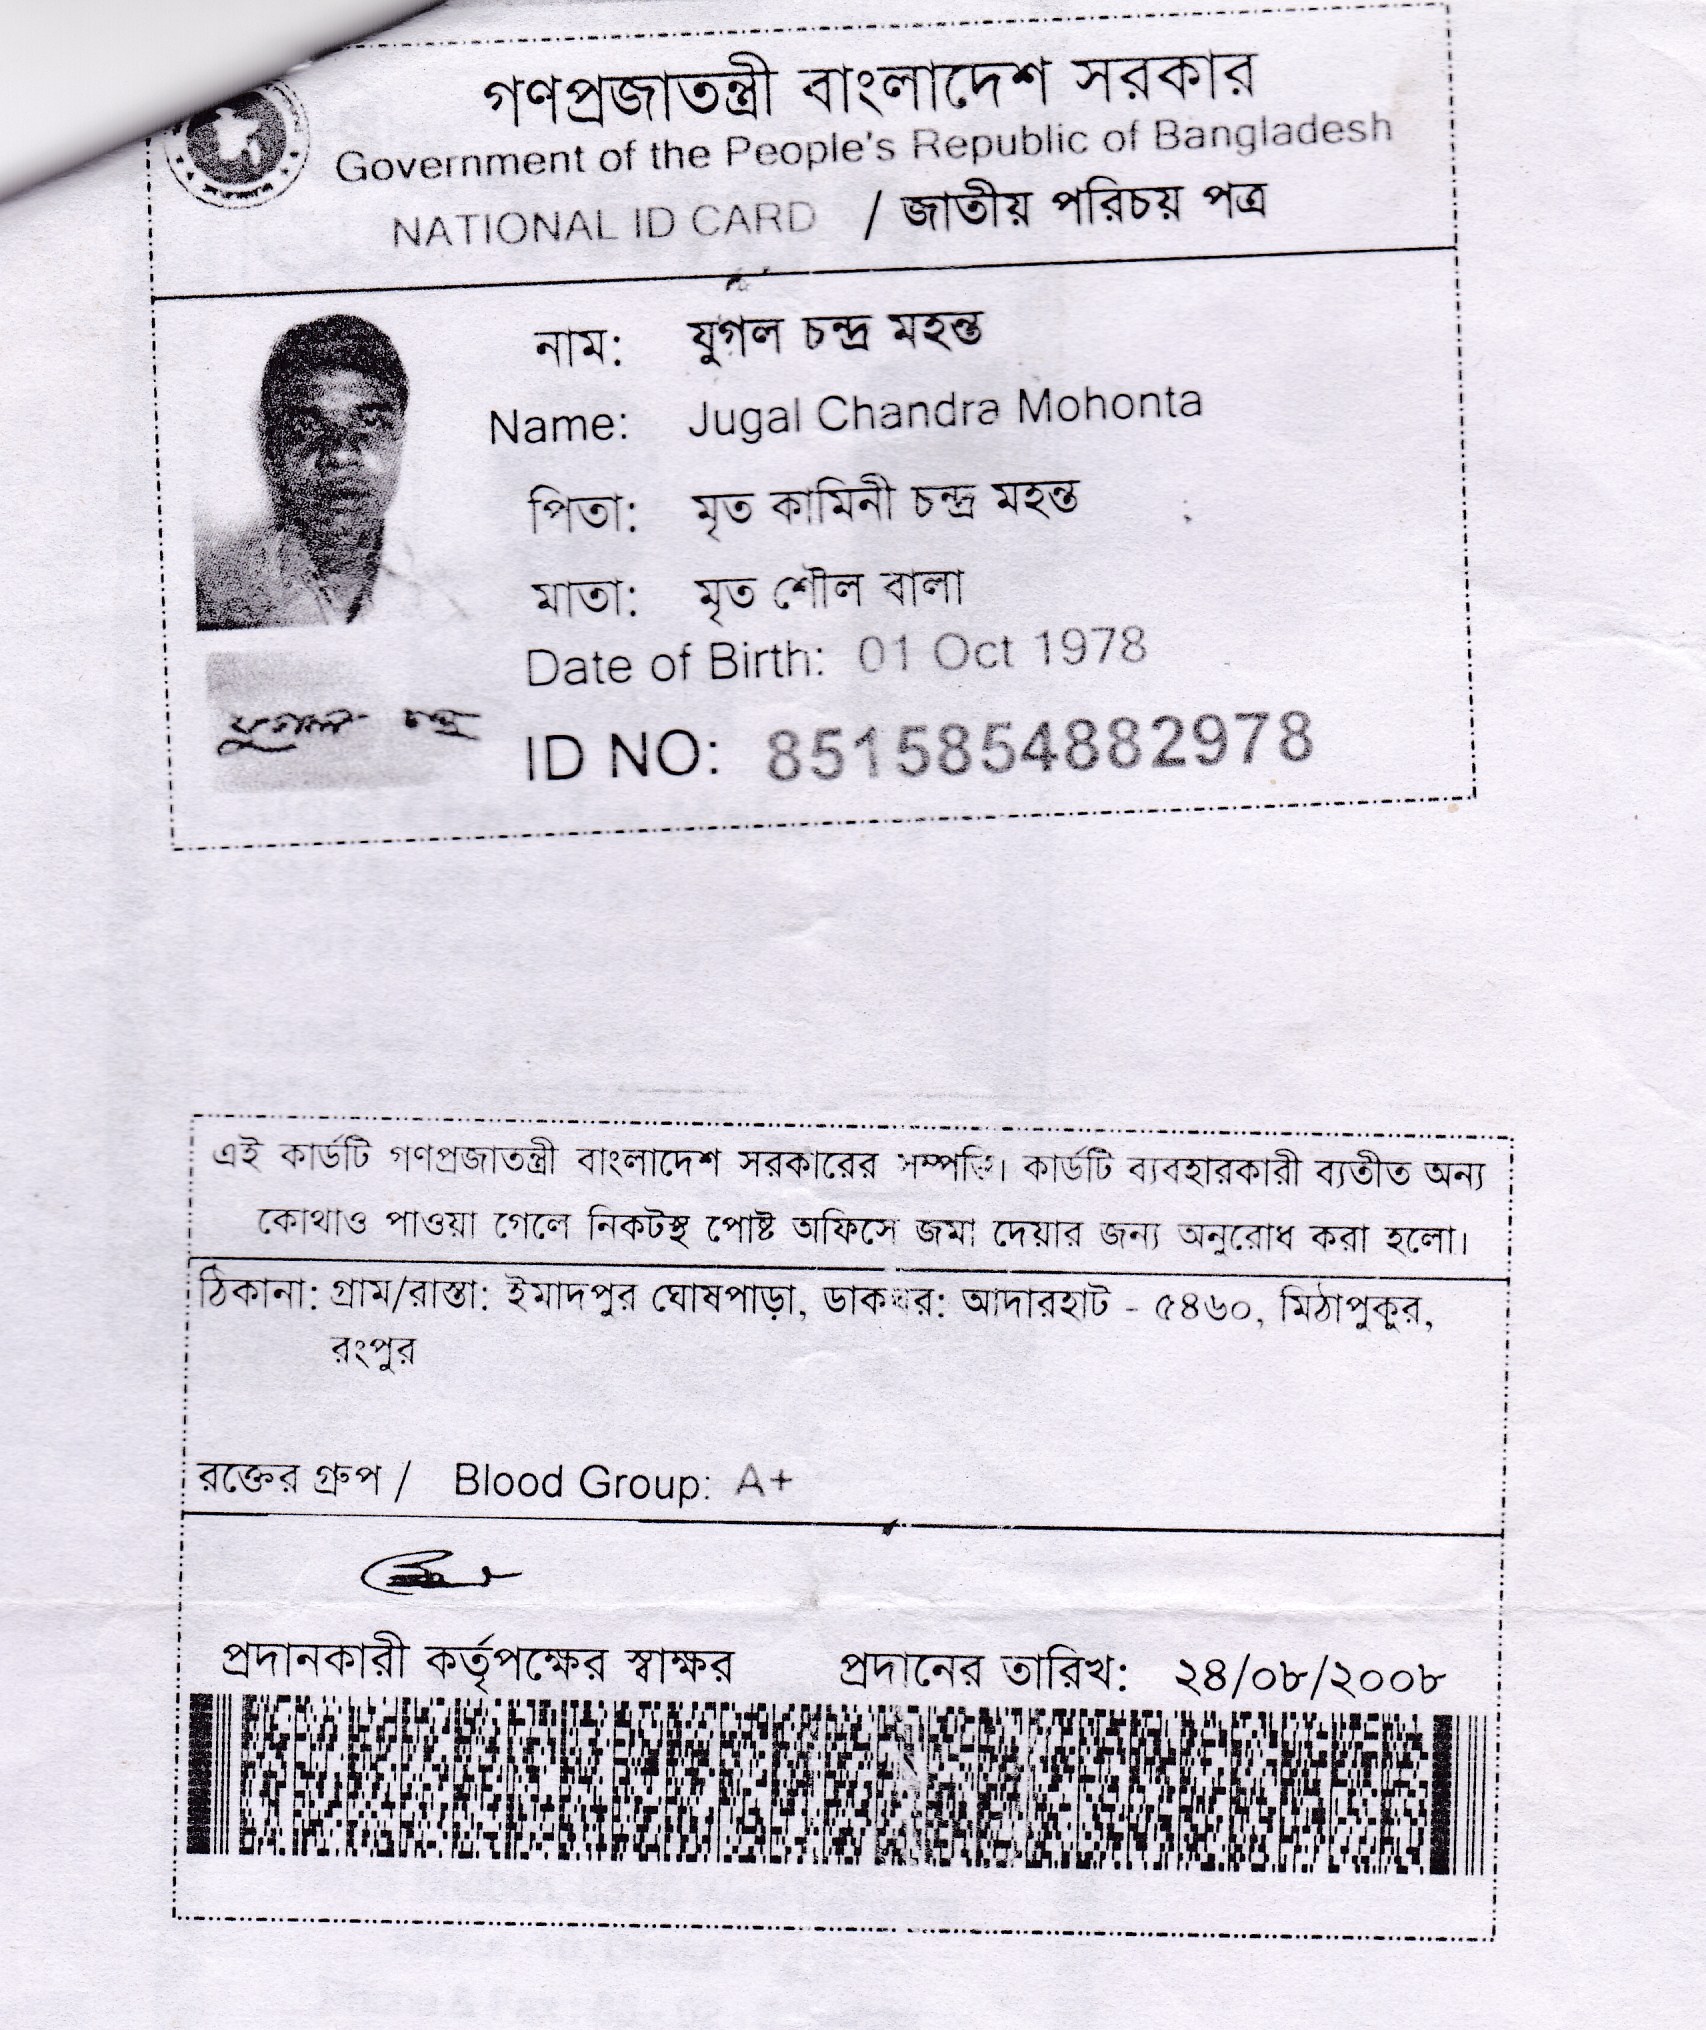 গণপ্রজাতন্ত্রী বাংলাদেশ সরকার
Government of the People's Republic of Bangladesh
NATIONAL ID CARD / জাতীয় পরিচয় পত্র
নাম: যুগল চন্দ্র মহন্ত
Name: Jugal Chandra Mohonta
পিতা: মৃত কামিনী চন্দ্র মহন্ত
মাতা: মৃত শৌল বালা
Date of Birth: 01 Oct 1978
যুগল চন্দ্র
ID NO: 8515854882978
এই কার্ডটি গণপ্রজাতন্ত্রী বাংলাদেশ সরকারের সম্পত্তি। কার্ডটি ব্যবহারকারী ব্যতীত অন্য
কোথাও পাওয়া গেলে নিকটস্থ পোষ্ট অফিসে জমা দেয়ার জন্য অনুরোধ করা হলো।
ঠিকানা: গ্রাম/রাস্তা: ইমাদপুর ঘোষপাড়া, ডাকঘর: আদারহাট - ৫৪৬০, মিঠাপুকুর,
রংপুর
রক্তের গ্রুপ / Blood Group: A+
প্রদানকারী কর্তৃপক্ষের স্বাক্ষর প্রদানের তারিখ: ২৪/০৮/২০০৮